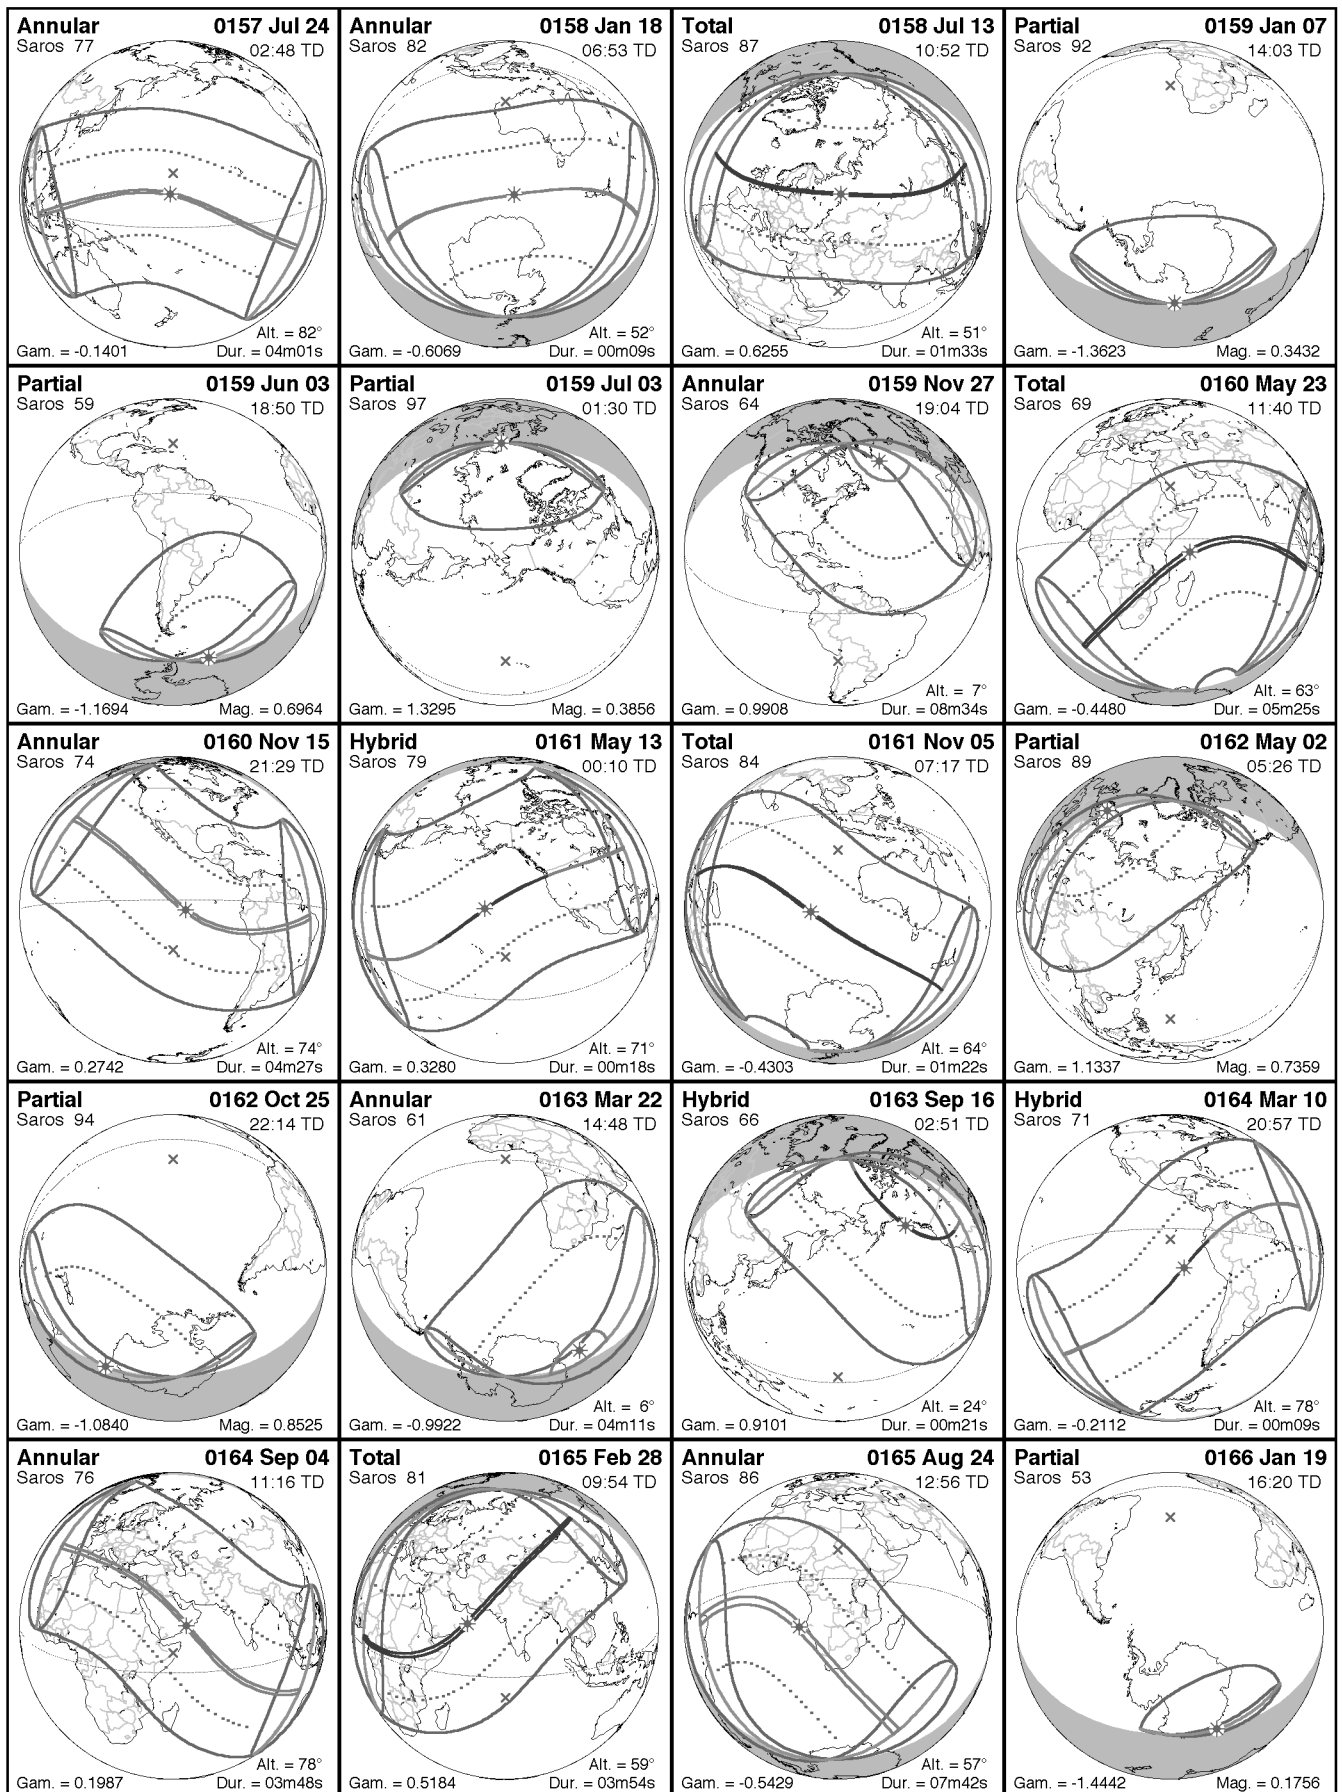 Annular 0157 Jul 24
Saros 77 02:48 TD
Alt. = 82°
Gam. = -0.1401 Dur. = 04m01s
Annular 0158 Jan 18
Saros 82 06:53 TD
Alt. = 52°
Gam. = -0.6069 Dur. = 00m09s
Total 0158 Jul 13
Saros 87 10:52 TD
Alt. = 51°
Gam. = 0.6255 Dur. = 01m33s
Partial 0159 Jan 07
Saros 92 14:03 TD
Gam. = -1.3623 Mag. = 0.3432
Partial 0159 Jun 03
Saros 59 18:50 TD
Gam. = -1.1694 Mag. = 0.6964
Partial 0159 Jul 03
Saros 97 01:30 TD
Gam. = 1.3295 Mag. = 0.3856
Annular 0159 Nov 27
Saros 64 19:04 TD
Alt. = 7°
Gam. = 0.9908 Dur. = 08m34s
Total 0160 May 23
Saros 69 11:40 TD
Alt. = 63°
Gam. = -0.4480 Dur. = 05m25s
Annular 0160 Nov 15
Saros 74 21:29 TD
Alt. = 74°
Gam. = 0.2742 Dur. = 04m27s
Hybrid 0161 May 13
Saros 79 00:10 TD
Alt. = 71°
Gam. = 0.3280 Dur. = 00m18s
Total 0161 Nov 05
Saros 84 07:17 TD
Alt. = 64°
Gam. = -0.4303 Dur. = 01m22s
Partial 0162 May 02
Saros 89 05:26 TD
Gam. = 1.1337 Mag. = 0.7359
Partial 0162 Oct 25
Saros 94 22:14 TD
Gam. = -1.0840 Mag. = 0.8525
Annular 0163 Mar 22
Saros 61 14:48 TD
Alt. = 6°
Gam. = -0.9922 Dur. = 04m11s
Hybrid 0163 Sep 16
Saros 66 02:51 TD
Alt. = 24°
Gam. = 0.9101 Dur. = 00m21s
Hybrid 0164 Mar 10
Saros 71 20:57 TD
Alt. = 78°
Gam. = -0.2112 Dur. = 00m09s
Annular 0164 Sep 04
Saros 76 11:16 TD
Alt. = 78°
Gam. = 0.1987 Dur. = 03m48s
Total 0165 Feb 28
Saros 81 09:54 TD
Alt. = 59°
Gam. = 0.5184 Dur. = 03m54s
Annular 0165 Aug 24
Saros 86 12:56 TD
Alt. = 57°
Gam. = -0.5429 Dur. = 07m42s
Partial 0166 Jan 19
Saros 53 16:20 TD
Gam. = -1.4442 Mag. = 0.1756